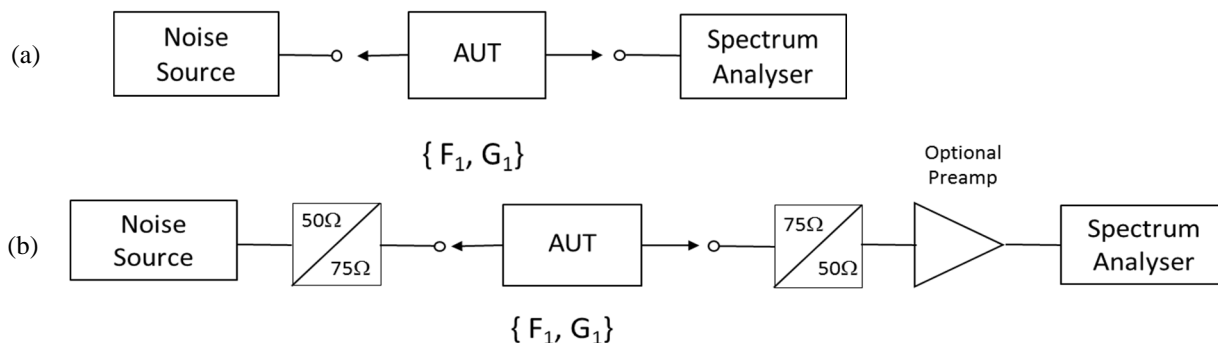 (a)
Noise
Source
AUT
Spectrum
Analyser
{ F₁, G₁}
Optional
Preamp
(b)
Noise
Source
50Ω
75Ω
AUT
75Ω
50Ω
Spectrum
Analyser
{ F₁, G₁}